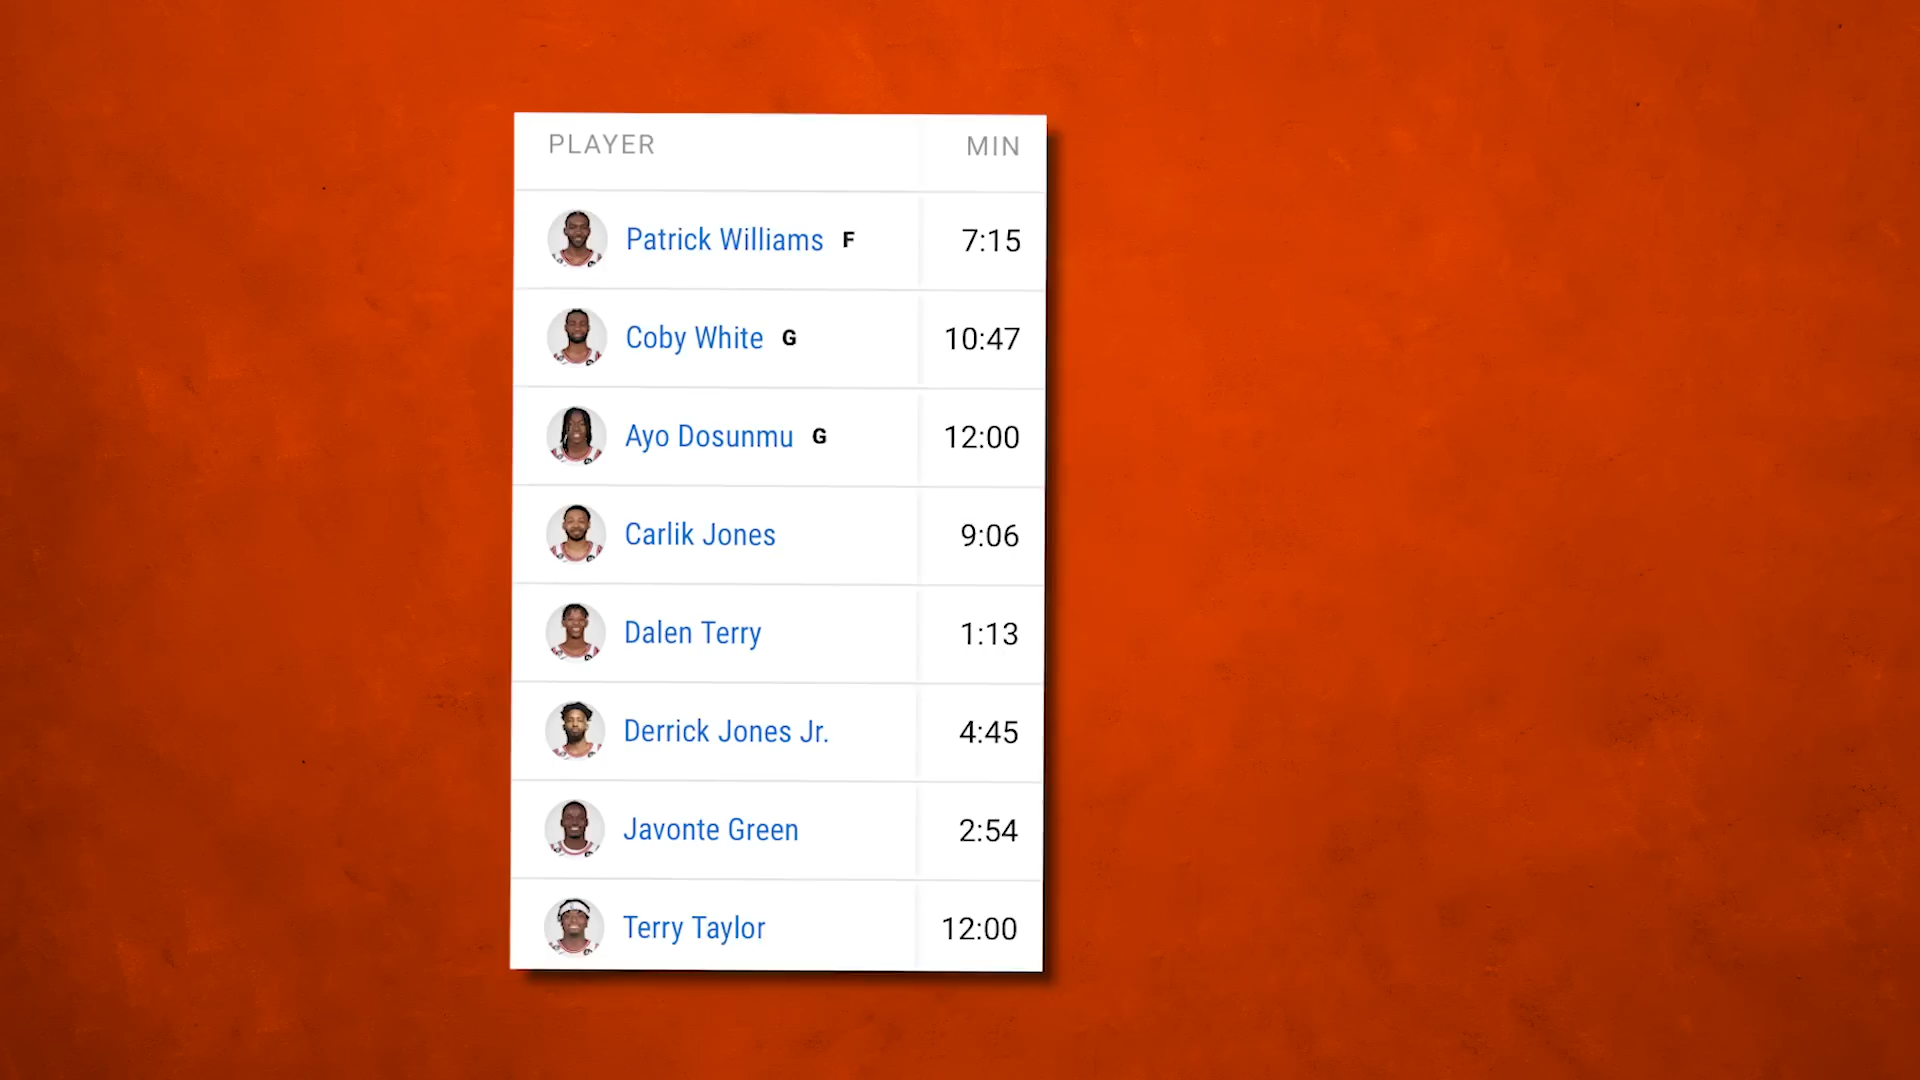 PLAYER MIN
Patrick Williams F 7:15
Coby White G 10:47
Ayo Dosunmu G 12:00
Carlik Jones 9:06
Dalen Terry 1:13
Derrick Jones Jr. 4:45
Javonte Green 2:54
Terry Taylor 12:00